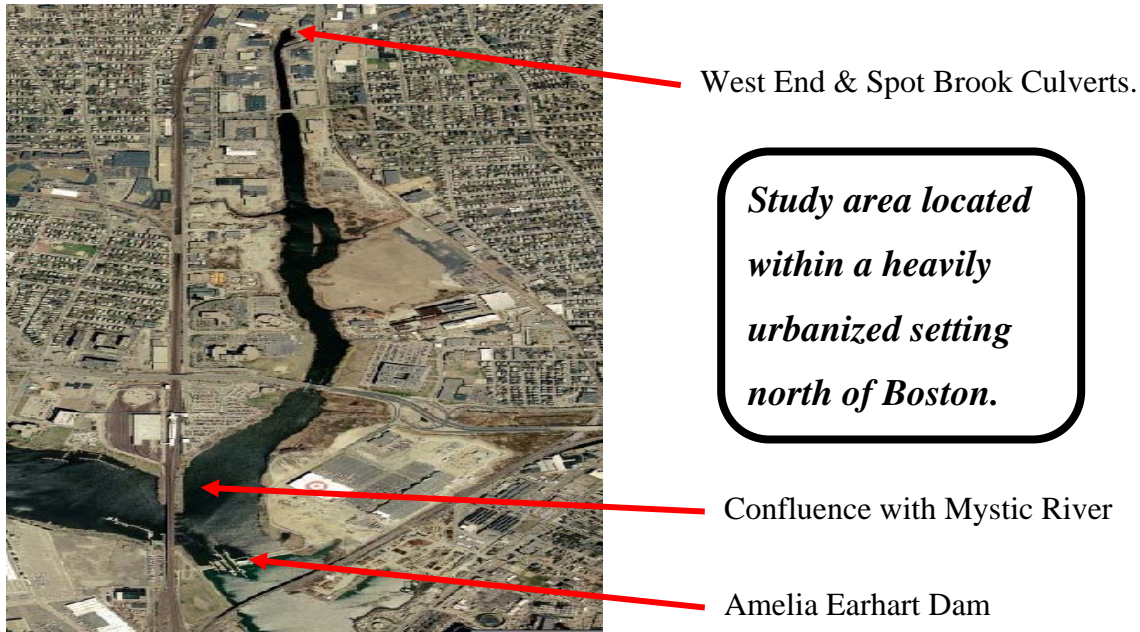 West End & Spot Brook Culverts.
Study area located
within a heavily
urbanized setting
north of Boston.
Confluence with Mystic River
Amelia Earhart Dam